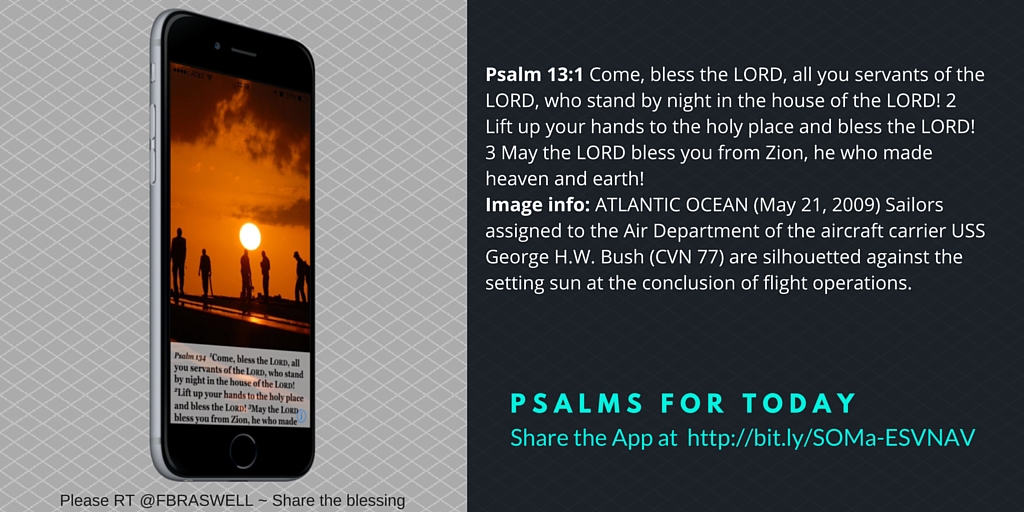 Psalm 134 ¹Come, bless the LORD, all
you servants of the LORD, who stand
by night in the house of the LORD!
²Lift up your hands to the holy place
and bless the LORD! ³May the LORD
bless you from Zion, he who made
Please RT @FBRASWELL ~ Share the blessing
Psalm 13:1 Come, bless the LORD, all you servants of the
LORD, who stand by night in the house of the LORD! 2
Lift up your hands to the holy place and bless the LORD!
3 May the LORD bless you from Zion, he who made
heaven and earth!
Image info: ATLANTIC OCEAN (May 21, 2009) Sailors
assigned to the Air Department of the aircraft carrier USS
George H.W. Bush (CVN 77) are silhouetted against the
setting sun at the conclusion of flight operations.
PSALMS FOR TODAY
Share the App at http://bit.ly/SOMa-ESVNAV